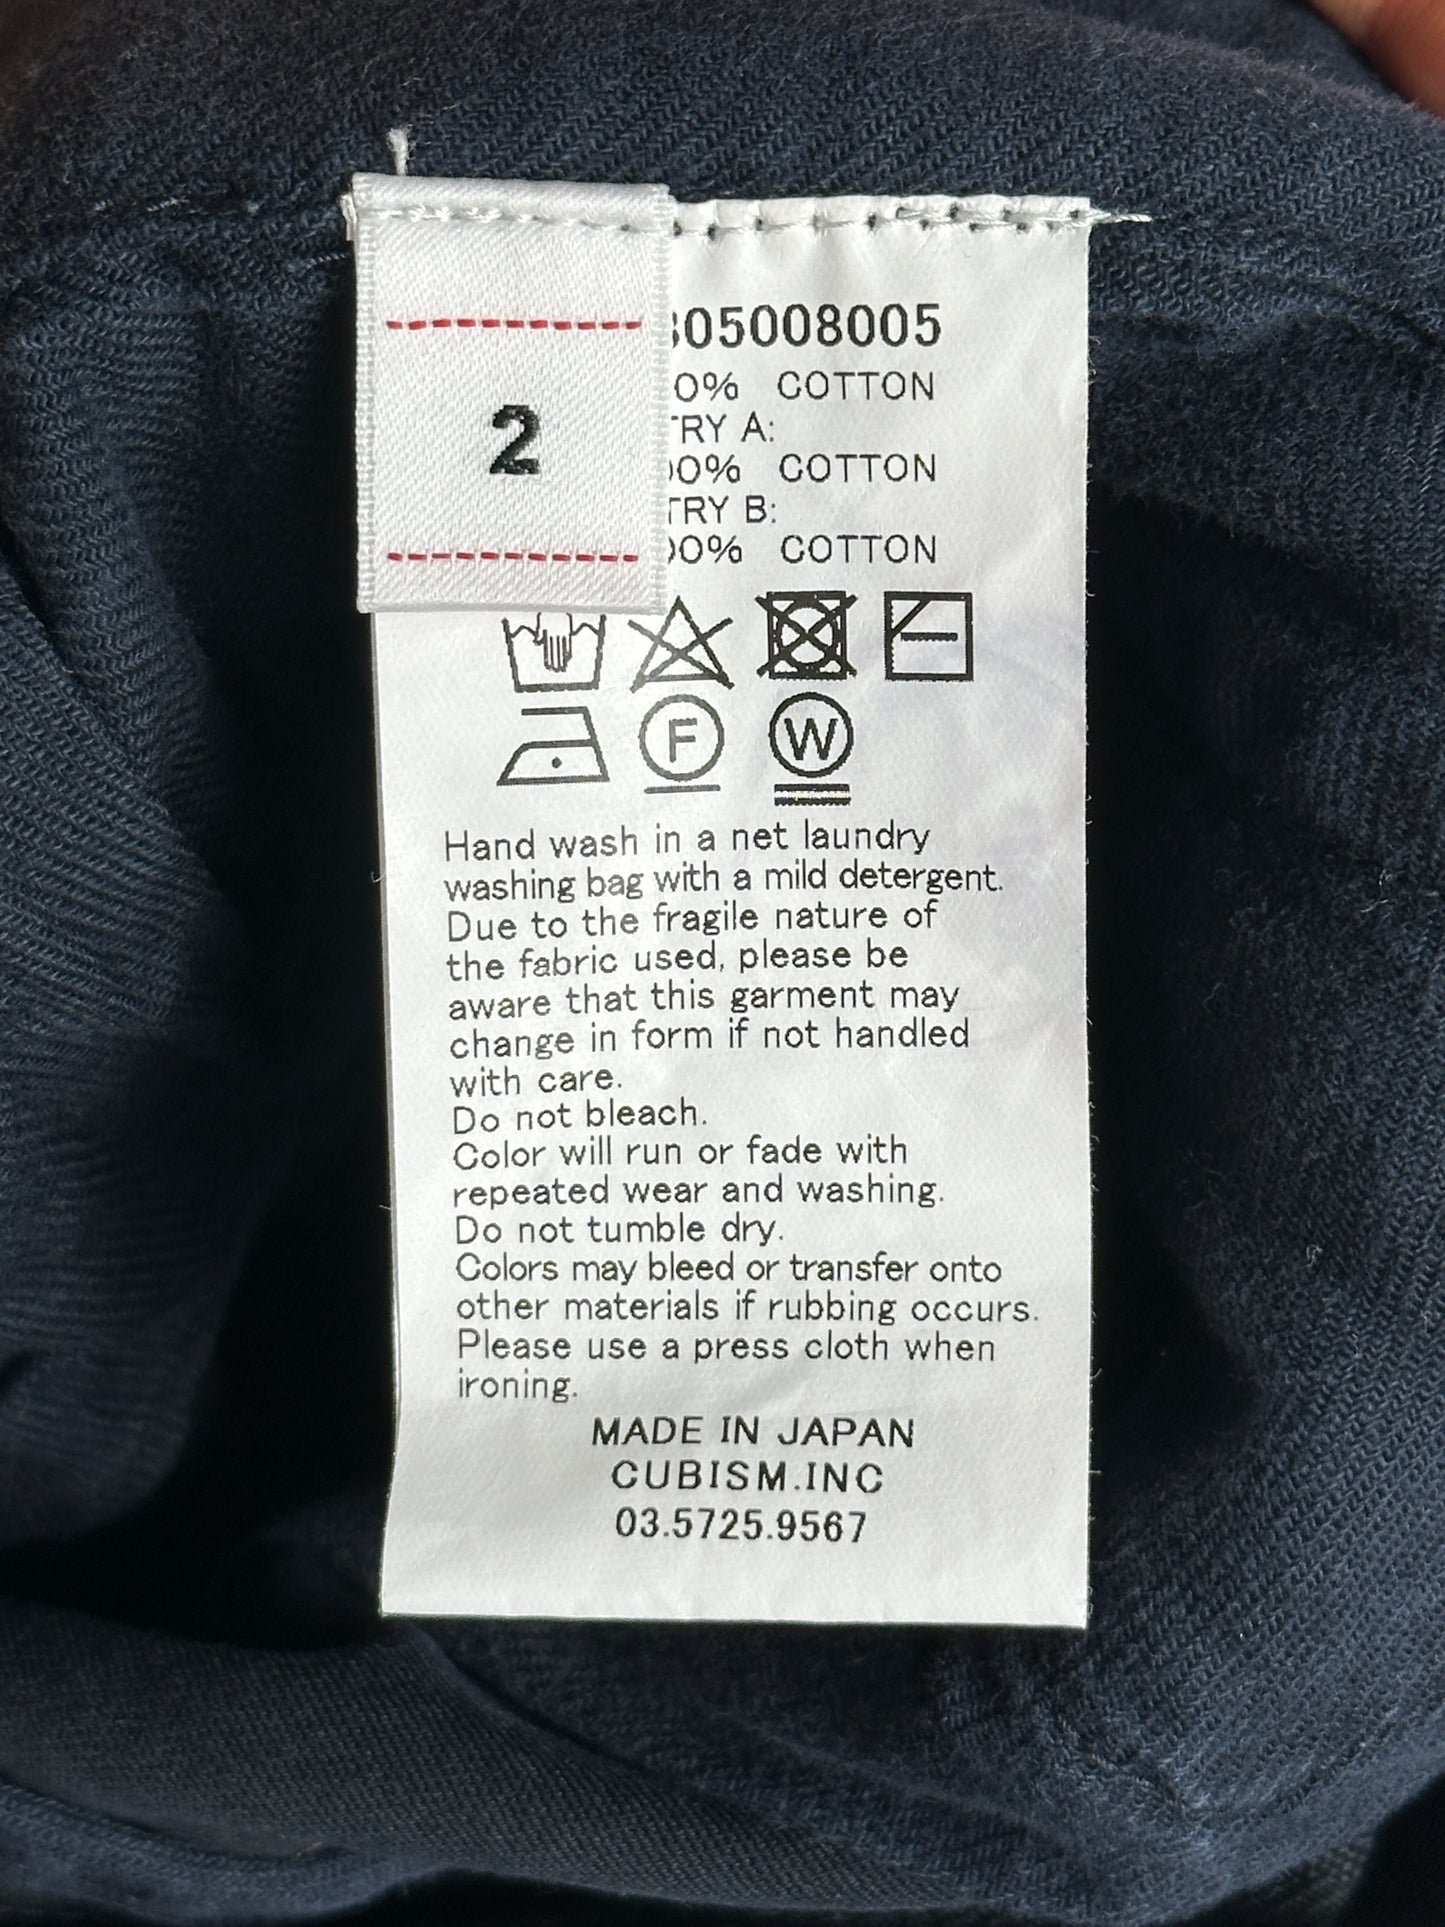 2
05008005
0% COTTON
TRY A:
00% COTTON
TRY B:
00% COTTON
F
W
Hand wash in a net laundry
washing bag with a mild detergent.
Due to the fragile nature of
the fabric used, please be
aware that this garment may
change in form if not handled
with care.
Do not bleach.
Color will run or fade with
repeated wear and washing.
Do not tumble dry.
Colors may bleed or transfer onto
other materials if rubbing occurs.
Please use a press cloth when
ironing.
MADE IN JAPAN
CUBISM.INC
03.5725.9567